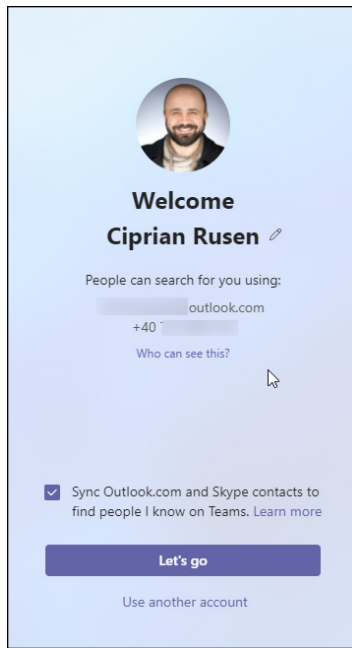 Welcome
Ciprian Rusen
People can search for you using:
outlook.com
+40
Who can see this?
Sync Outlook.com and Skype contacts to
find people I know on Teams. Learn more
Let's go
Use another account